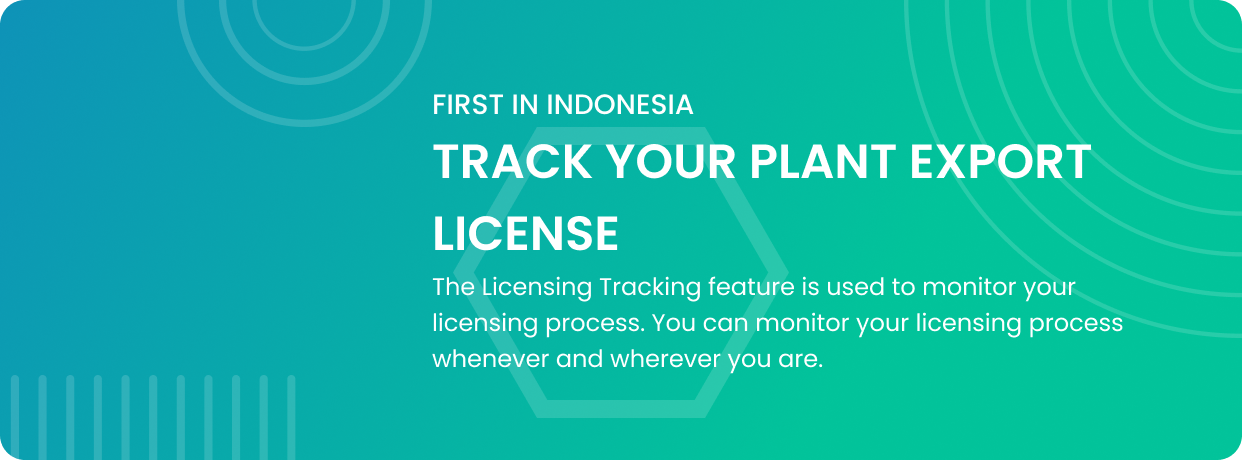 FIRST IN INDONESIA
TRACK YOUR PLANT EXPORT
LICENSE
The Licensing Tracking feature is used to monitor your
licensing process. You can monitor your licensing process
whenever and wherever you are.